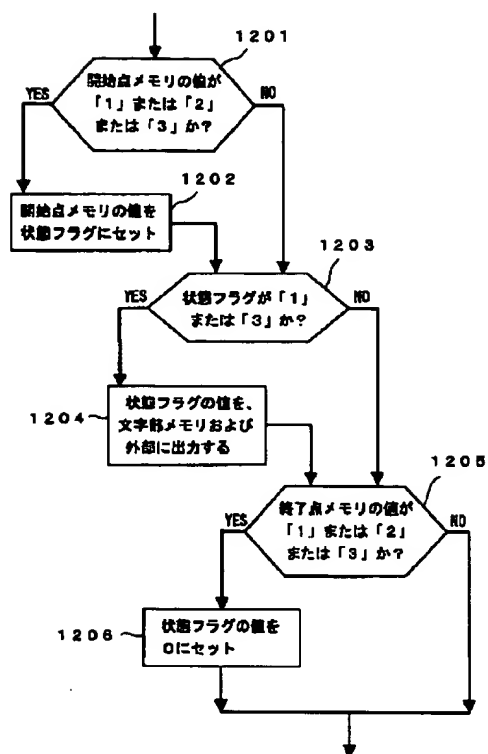 1201
開始点メモリの値が
「1」または「2」
または「3」か？
YES
NO
1202
開始点メモリの値を
状態フラグにセット
1203
状態フラグが「1」
または「3」か？
YES
NO
1204
状態フラグの値を、
文字部メモリおよび
外部に出力する
1205
終了点メモリの値が
「1」または「2」
または「3」か？
YES
NO
1206
状態フラグの値を
0にセット